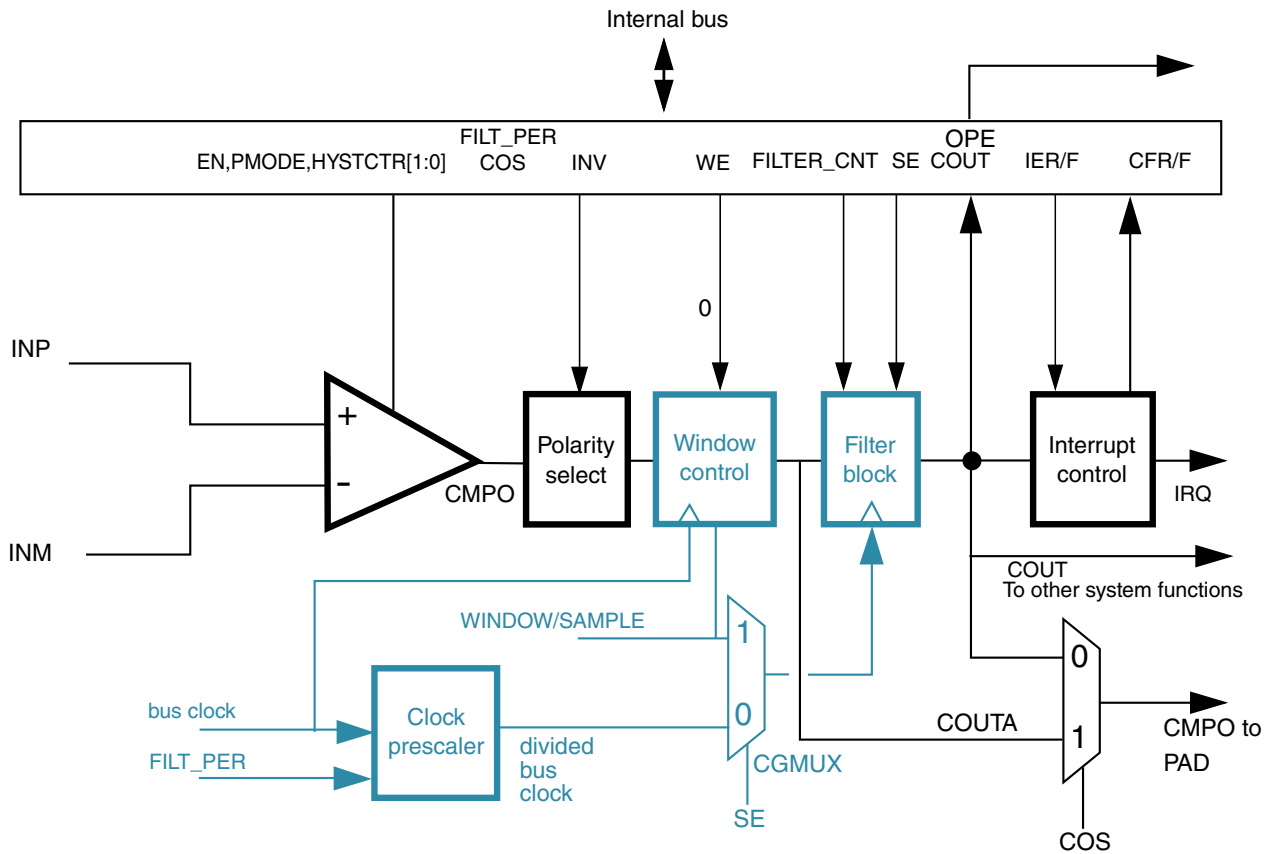 Internal bus
FILT_PER
OPE
EN,PMODE,HYSTCTR[1:0]
COS
INV
WE
FILTER_CNT
SE
COUT
IER/F
CFR/F
0
INP
+
-
INM
CMPO
Polarity
select
Window
control
Filter
block
Interrupt
control
IRQ
COUT
To other system functions
WINDOW/SAMPLE
1
0
CGMUX
SE
bus clock
FILT_PER
Clock
prescaler
divided
bus
clock
COUTA
0
1
CMPO to
PAD
COS